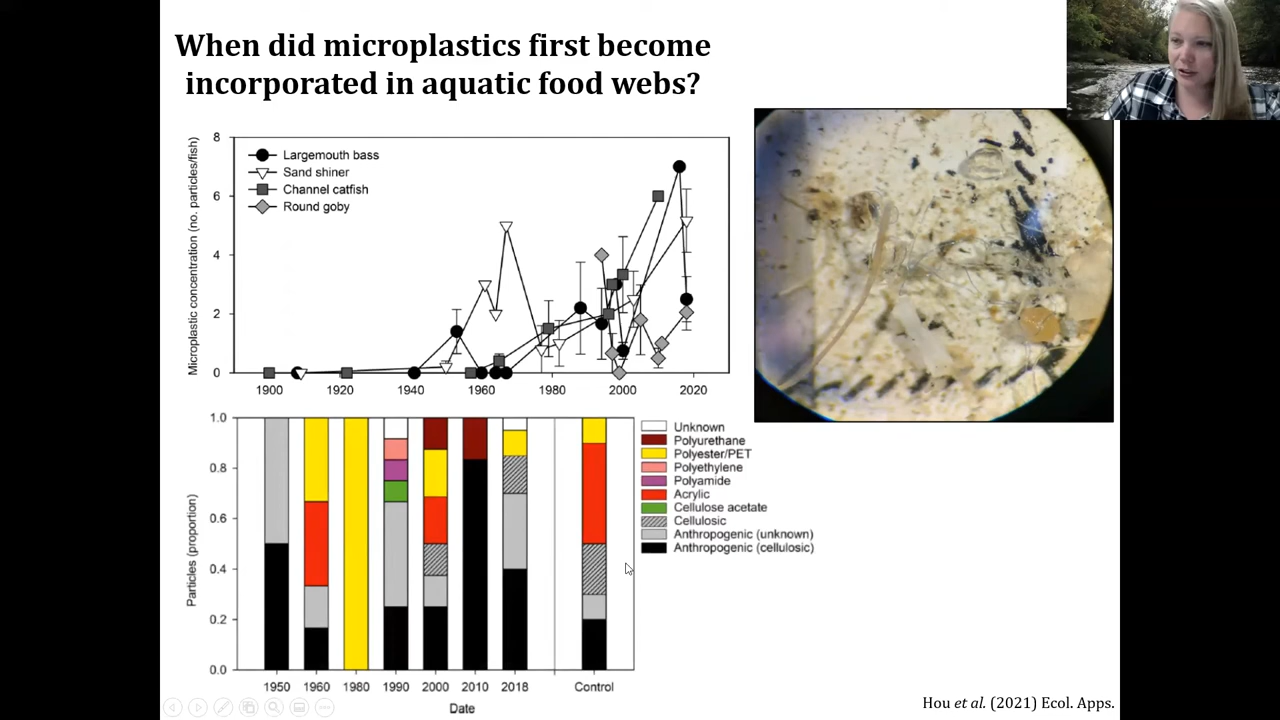 When did microplastics first become
incorporated in aquatic food webs?
Microplastic concentration (no. particles/fish)
8
6
4
2
0
Largemouth bass
Sand shiner
Channel catfish
Round goby
1900 1920 1940 1960 1980 2000 2020
Particles (proportion)
1.0
0.8
0.6
0.4
0.2
0.0
1950 1960 1980 1990 2000 2010 2018 Control
Date
Unknown
Polyurethane
Polyester/PET
Polyethylene
Polyamide
Acrylic
Cellulose acetate
Cellulosic
Anthropogenic (unknown)
Anthropogenic (cellulosic)
Hou et al. (2021) Ecol. Apps.